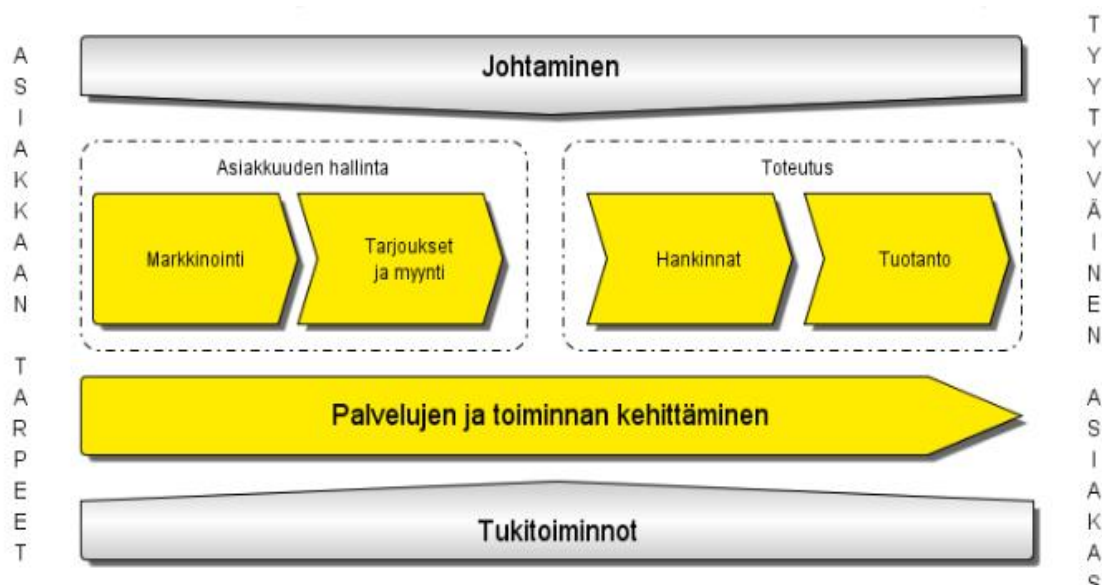 ASIAKKAAN TARPEET
Johtaminen
Asiakkuuden hallinta
Markkinointi
Tarjoukset
ja myynti
Toteutus
Hankinnat
Tuotanto
Palvelujen ja toiminnan kehittäminen
Tukitoiminnot
TYYTYVÄINEN ASIAKAS